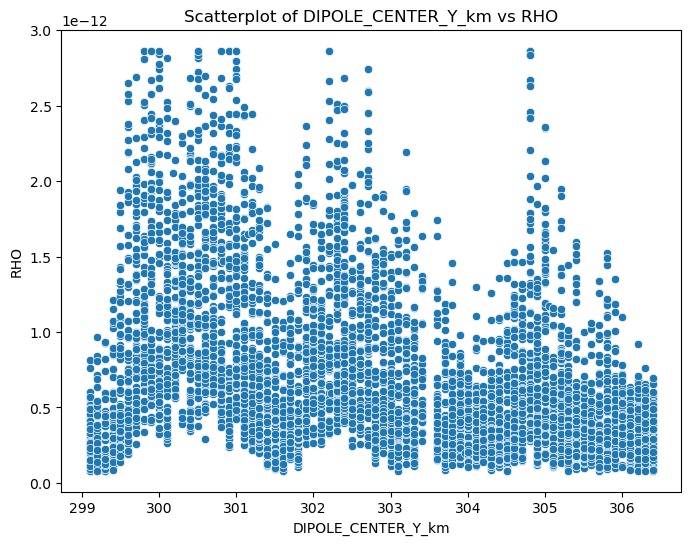 Scatterplot of DIPOLE_CENTER_Y_km vs RHO
1e−12
3.0
2.5
2.0
1.5
1.0
0.5
0.0
RHO
299 300 301 302 303 304 305 306
DIPOLE_CENTER_Y_km